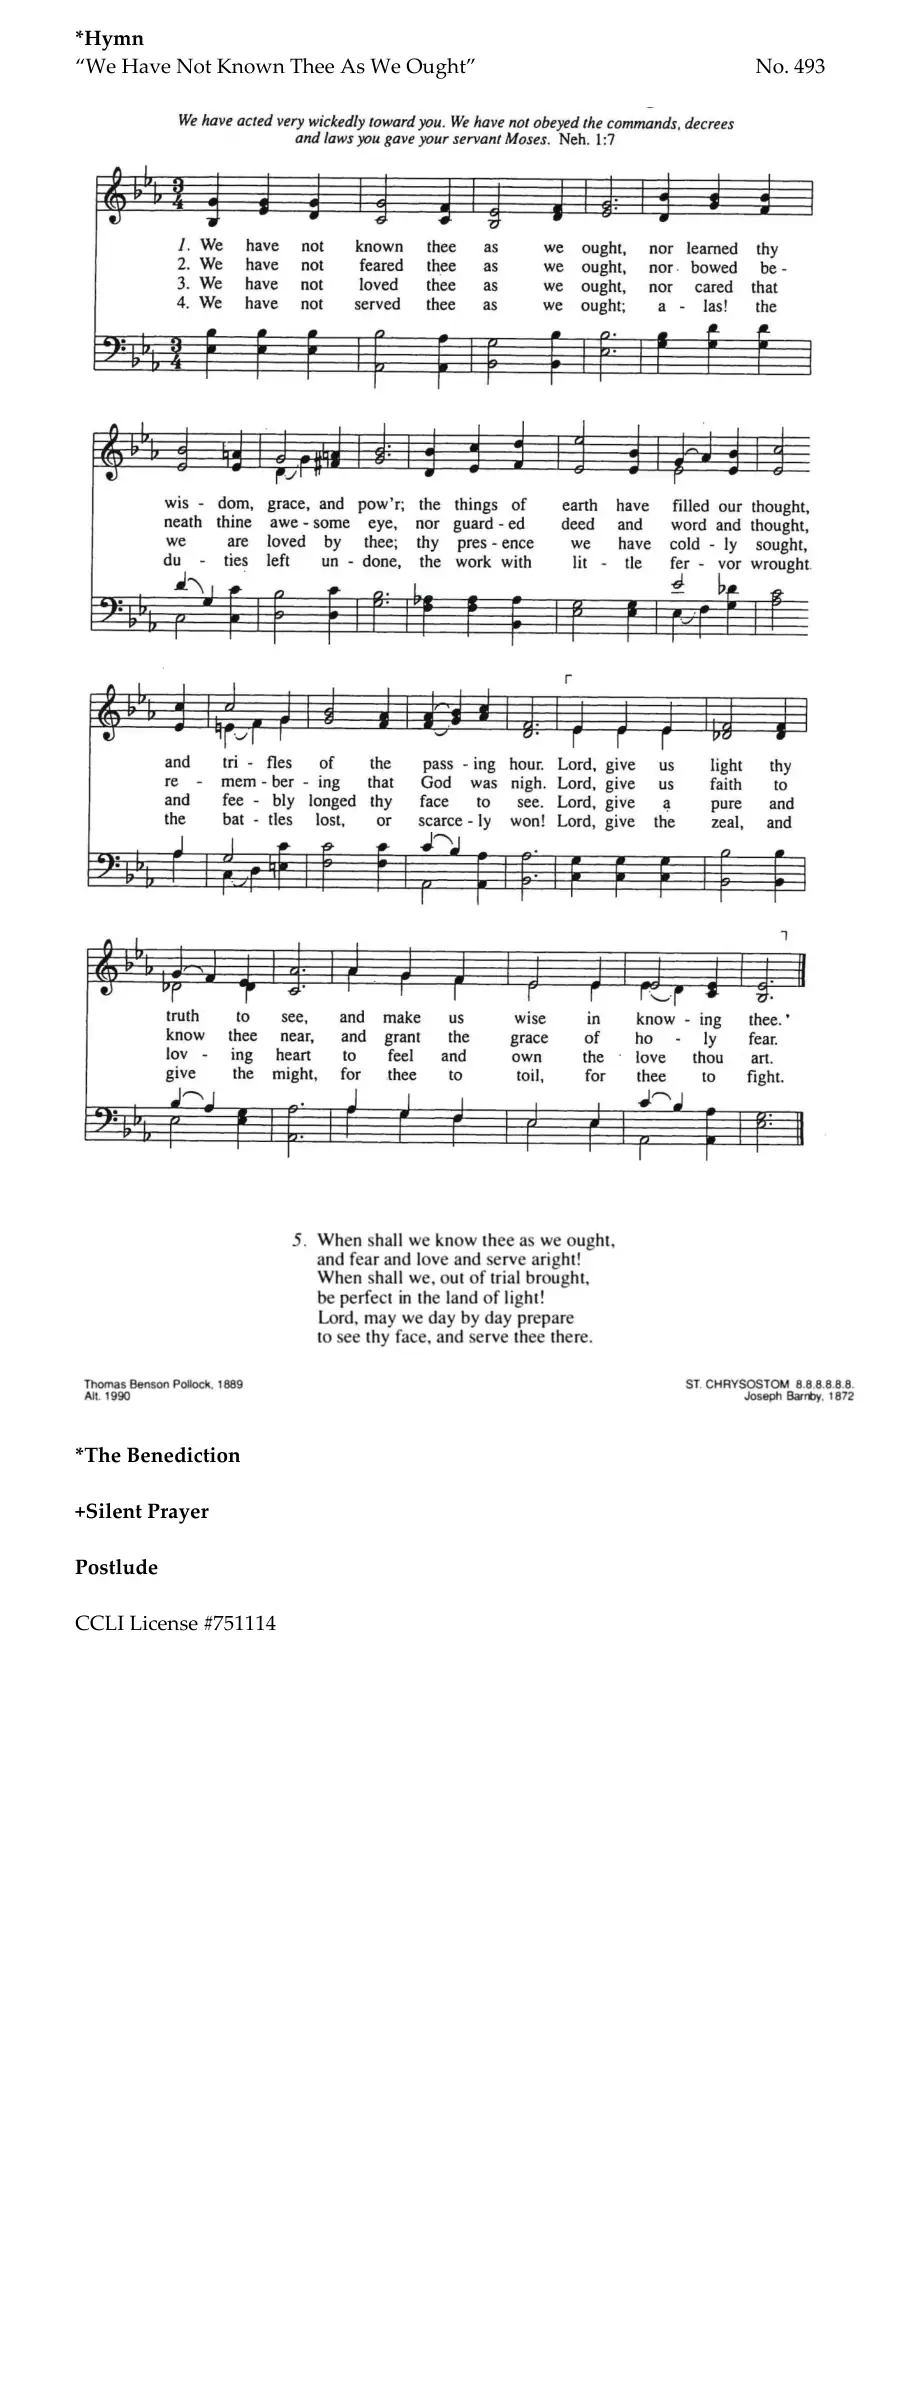 *Hymn
“We Have Not Known Thee As We Ought” No. 493
We have acted very wickedly toward you. We have not obeyed the commands, decrees
and laws you gave your servant Moses. Neh. 1:7
3 4
1. We have not known thee as we ought, nor learned thy
2. We have not feared thee as we ought, nor bowed be -
3. We have not loved thee as we ought, nor cared that
4. We have not served thee as we ought; a - las! the
3 4
wis - dom, grace, and pow'r; the things of earth have filled our thought,
neath thine awe - some eye, nor guard - ed deed and word and thought,
we are loved by thee; thy pres - ence we have cold - ly sought,
du - ties left un - done, the work with lit - tle fer - vor wrought
and tri - fles of the pass - ing hour. Lord, give us light thy
re - mem - ber - ing that God was nigh. Lord, give us faith to
and fee - bly longed thy face to see. Lord, give a pure and
the bat - tles lost, or scarce - ly won! Lord, give the zeal, and
truth to see, and make us wise in know - ing thee.
know thee near, and grant the grace of ho - ly fear.
lov - ing heart to feel and own the love thou art.
give the might, for thee to toil, for thee to fight.
5. When shall we know thee as we ought,
and fear and love and serve aright!
When shall we, out of trial brought,
be perfect in the land of light!
Lord, may we day by day prepare
to see thy face, and serve thee there.
Thomas Benson Pollock, 1889 ST. CHRYSOSTOM 8.8.8.8.8.8.
Alt. 1990 Joseph Barnby, 1872
*The Benediction
+Silent Prayer
Postlude
CCLI License #751114